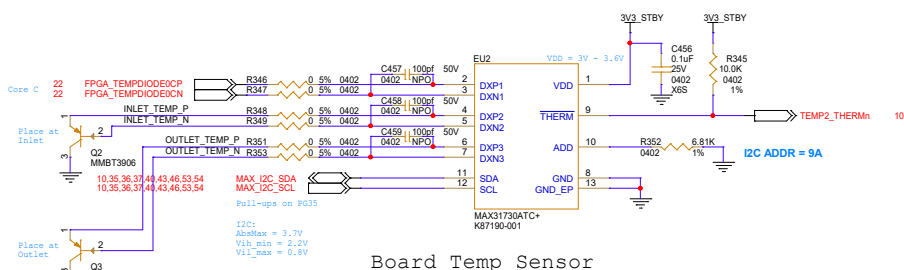 3V3_STBY 3V3_STBY
C457 100pf 50V
EU2
VDD = 3V - 3.6V
C456
0.1uF
25V
0402
X6S
R345
10.0K
0402
1%
Core C 22 FPGA_TEMPDIODE0CP R346 0 5% 0402 0402 NPO 2 DXP1 VDD 1
22 FPGA_TEMPDIODE0CN R347 0 5% 0402 3 DXN1
C458 100pf 50V
INLET_TEMP_P R348 0 5% 0402 0402 NPO 4 DXP2 THERM 9 TEMP2_THERMn 10
INLET_TEMP_N R349 0 5% 0402 5 DXN2
Place at
Inlet
1
2
3
Q2
MMBT3906
C459 100pf 50V
OUTLET_TEMP_P R351 0 5% 0402 0402 NPO 6 DXP3 ADD 10 R352 6.81K
0402 1%
OUTLET_TEMP_N R353 0 5% 0402 7 DXN3
I2C ADDR = 9A
10,35,36,37,40,43,46,53,54 MAX_I2C_SDA 11 SDA GND 8
10,35,36,37,40,43,46,53,54 MAX_I2C_SCL 12 SCL GND_EP 13
Pull-ups on PG35
MAX31730ATC+
K87190-001
I2C:
AbsMax = 3.7V
Vih_min = 2.2V
Vil_max = 0.8V
Place at
Outlet
1
2
3
Q3
Board Temp Sensor